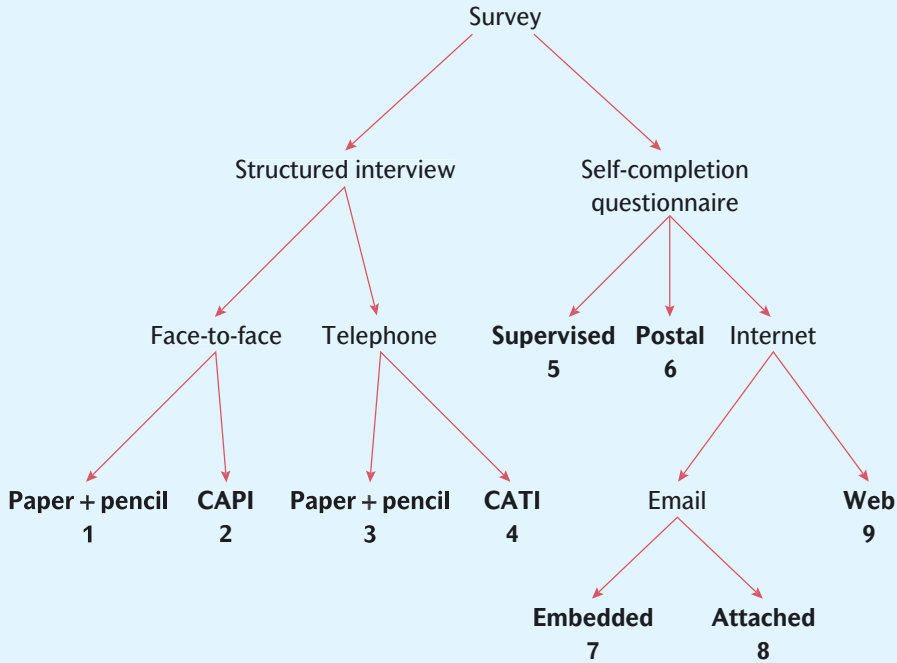 Survey
Structured interview
Self-completion
questionnaire
Face-to-face
Telephone
Supervised
5
Postal
6
Internet
Paper + pencil
1
CAPI
2
Paper + pencil
3
CATI
4
Email
Web
9
Embedded
7
Attached
8